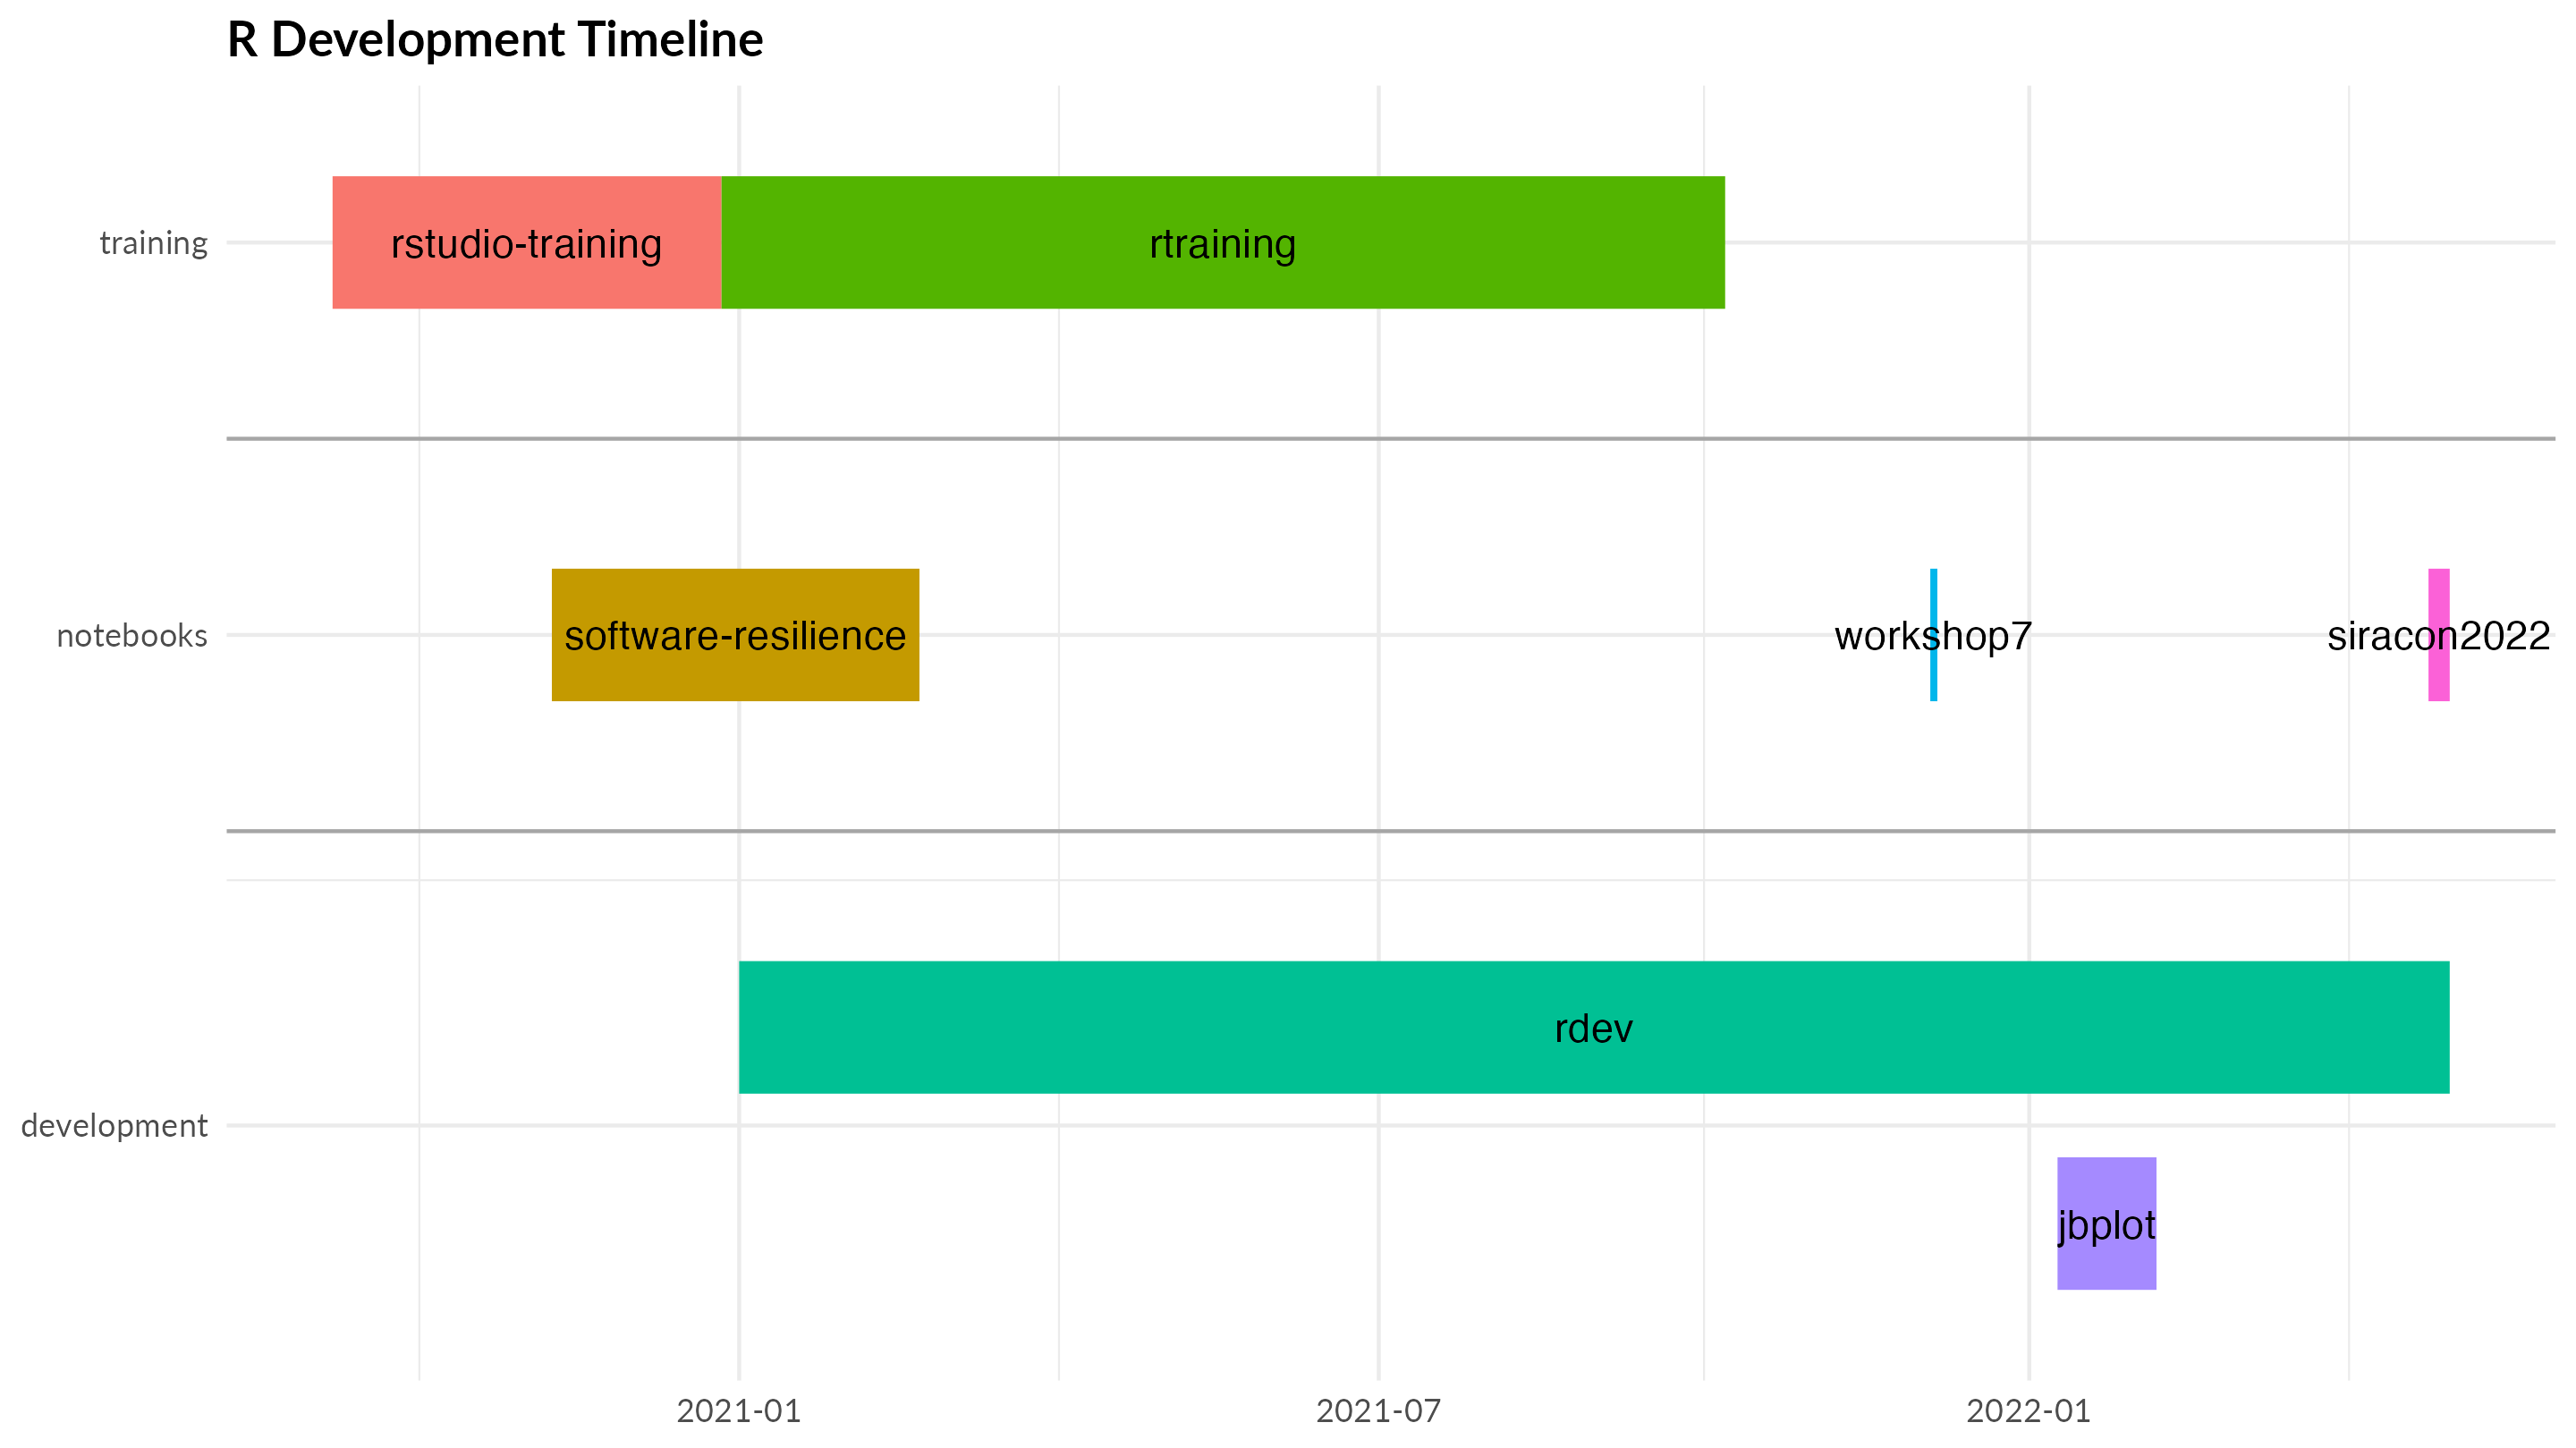 R Development Timeline
training
rstudio-training
rtraining
notebooks
software-resilience
workshop7
siracon2022
rdev
development
jbplot
2021-01
2021-07
2022-01